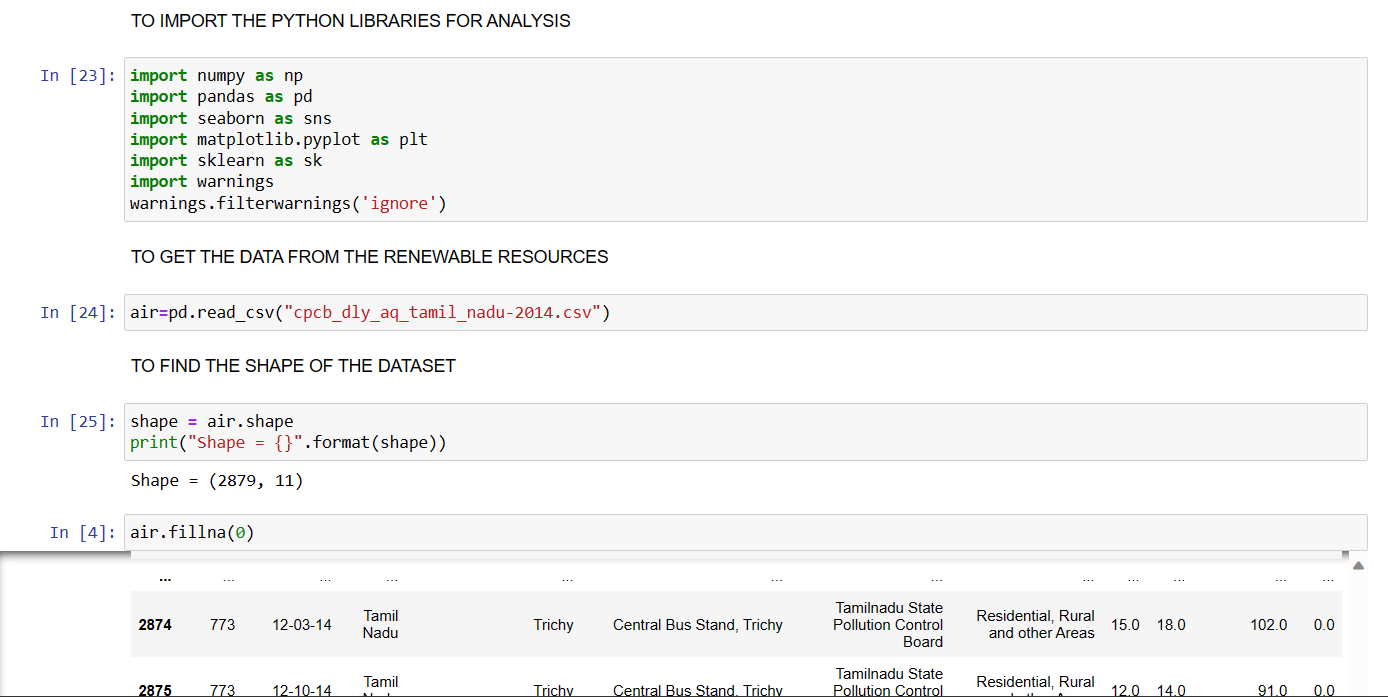 TO IMPORT THE PYTHON LIBRARIES FOR ANALYSIS
In [23]: import numpy as np
import pandas as pd
import seaborn as sns
import matplotlib.pyplot as plt
import sklearn as sk
import warnings
warnings.filterwarnings('ignore')
TO GET THE DATA FROM THE RENEWABLE RESOURCES
In [24]: air=pd.read_csv("cpcb_dly_aq_tamil_nadu-2014.csv")
TO FIND THE SHAPE OF THE DATASET
In [25]: shape = air.shape
print("Shape = {}".format(shape))
Shape = (2879, 11)
In [4]: air.fillna(0)
... ... ... ... ... ... ... ... ... ... ... ...
Tamilnadu State
Tamil Residential, Rural
2874 773 12-03-14 Trichy Central Bus Stand, Trichy Pollution Control 15.0 18.0 102.0 0.0
Nadu and other Areas
Board
Tamilnadu State
Tamil Residential, Rural
2875 773 12-10-14 Trichy Central Bus Stand, Trichy Pollution Control 12.0 14.0 91.0 0.0